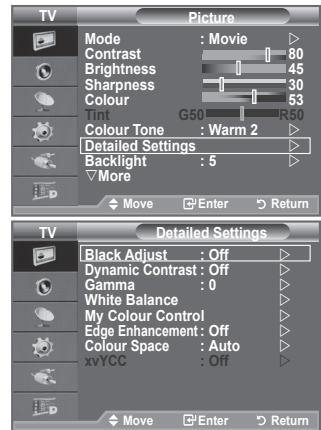 TV Picture
Mode : Movie
Contrast 80
Brightness 45
Sharpness 30
Colour 53
Tint G50 R50
Colour Tone : Warm 2
Detailed Settings
Backlight : 5
▽More
Move Enter Return
TV Detailed Settings
Black Adjust : Off
Dynamic Contrast : Off
Gamma : 0
White Balance
My Colour Control
Edge Enhancement : Off
Colour Space : Auto
xvYCC : Off
Move Enter Return